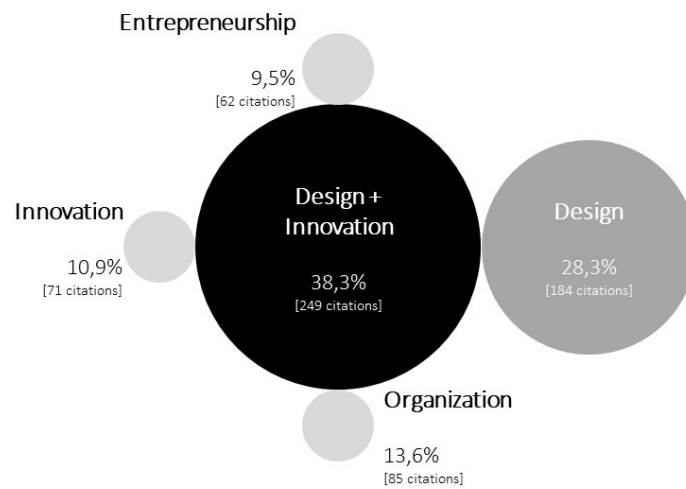 Entrepreneurship
9,5%
[62 citations]
Innovation
10,9%
[71 citations]
Design +
Innovation
38,3%
[249 citations]
Design
28,3%
[184 citations]
Organization
13,6%
[85 citations]